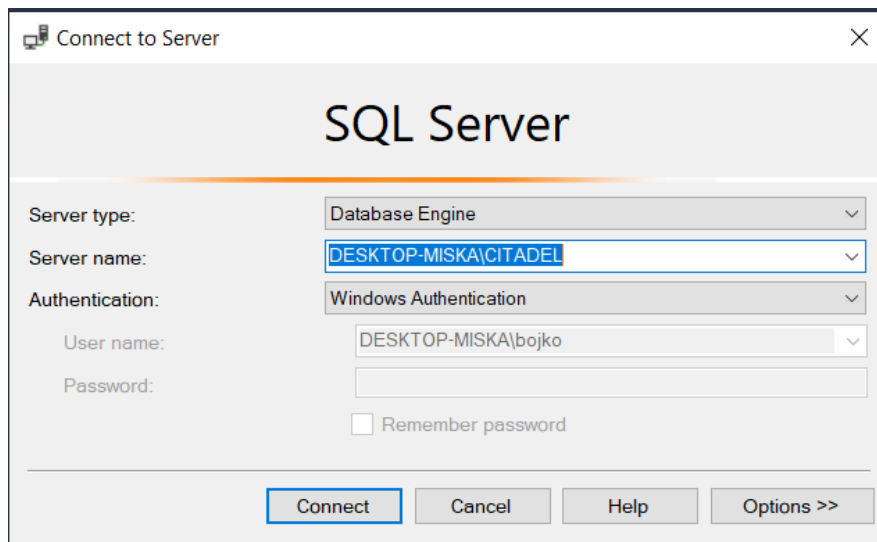 Connect to Server
SQL Server
Server type: Database Engine
Server name: DESKTOP-MISKA\CITADEL
Authentication: Windows Authentication
User name: DESKTOP-MISKA\bojko
Password:
Remember password
Connect Cancel Help Options >>